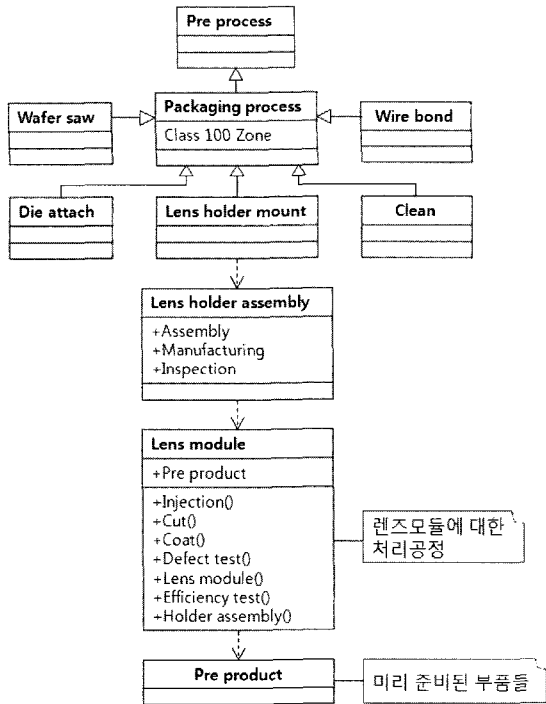 Pre process
Packaging process
Class 100 Zone
Wafer saw
Wire bond
Die attach
Lens holder mount
Clean
Lens holder assembly
+Assembly
+Manufacturing
+Inspection
Lens module
+Pre product
+Injection()
+Cut()
+Coat()
+Defect test()
+Lens module()
+Efficiency test()
+Holder assembly()
렌즈모듈에 대한
처리공정
Pre product
미리 준비된 부품들